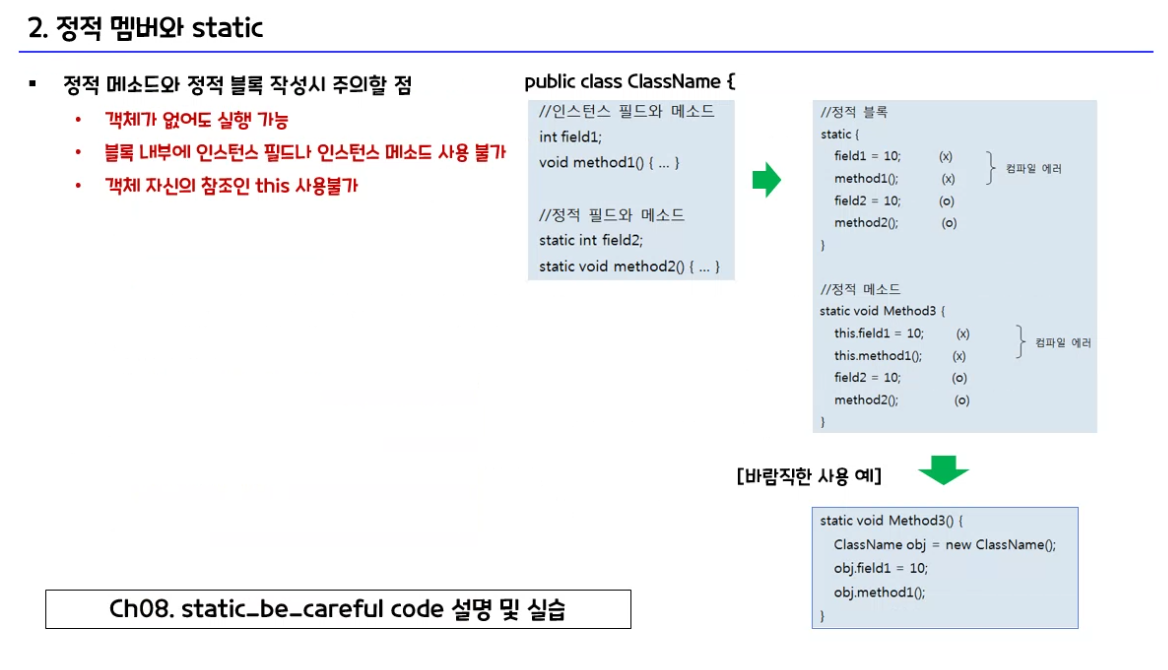 2. 정적 멤버와 static
▪ 정적 메소드와 정적 블록 작성시 주의할 점
• 객체가 없어도 실행 가능
• 블록 내부에 인스턴스 필드나 인스턴스 메소드 사용 불가
• 객체 자신의 참조인 this 사용불가
public class ClassName {
//인스턴스 필드와 메소드
int field1;
void method1() { ... }
//정적 필드와 메소드
static int field2;
static void method2() { ... }
//정적 블록
static {
field1 = 10; (x)
method1(); (x)
컴파일 에러
field2 = 10; (o)
method2(); (o)
}
//정적 메소드
static void Method3 {
this.field1 = 10; (x)
this.method1(); (x)
컴파일 에러
field2 = 10; (o)
method2(); (o)
}
[바람직한 사용 예]
static void Method3() {
ClassName obj = new ClassName();
obj.field1 = 10;
obj.method1();
}
Ch08. static_be_careful code 설명 및 실습